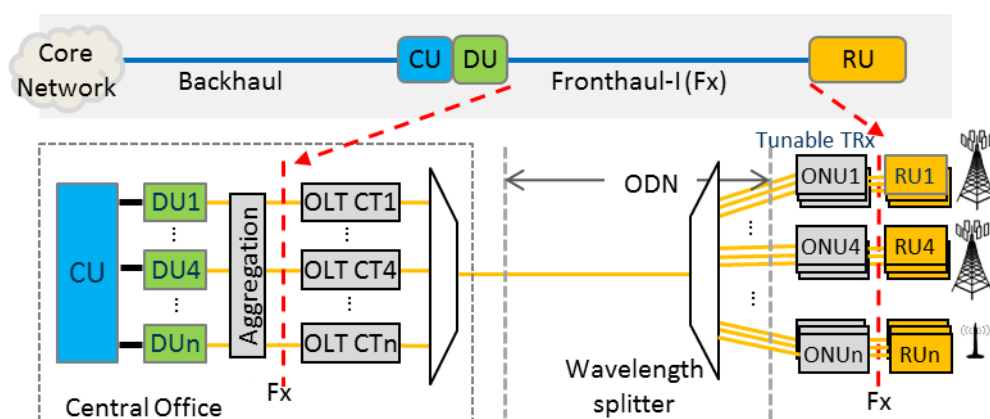 Core
Network
Backhaul
CU
DU
Fronthaul-I (Fx)
RU
Tunable TRx
ODN
CU
DU1
DU4
DUn
Aggregation
OLT CT1
OLT CT4
OLT CTn
ONU1
RU1
ONU4
RU4
ONUn
RUn
Fx
Wavelength
splitter
Fx
Central Office